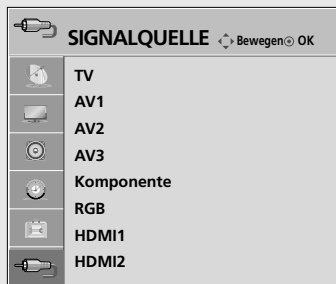 SIGNALQUELLE Bewegen OK
TV
AV1
AV2
AV3
Komponente
RGB
HDMI1
HDMI2